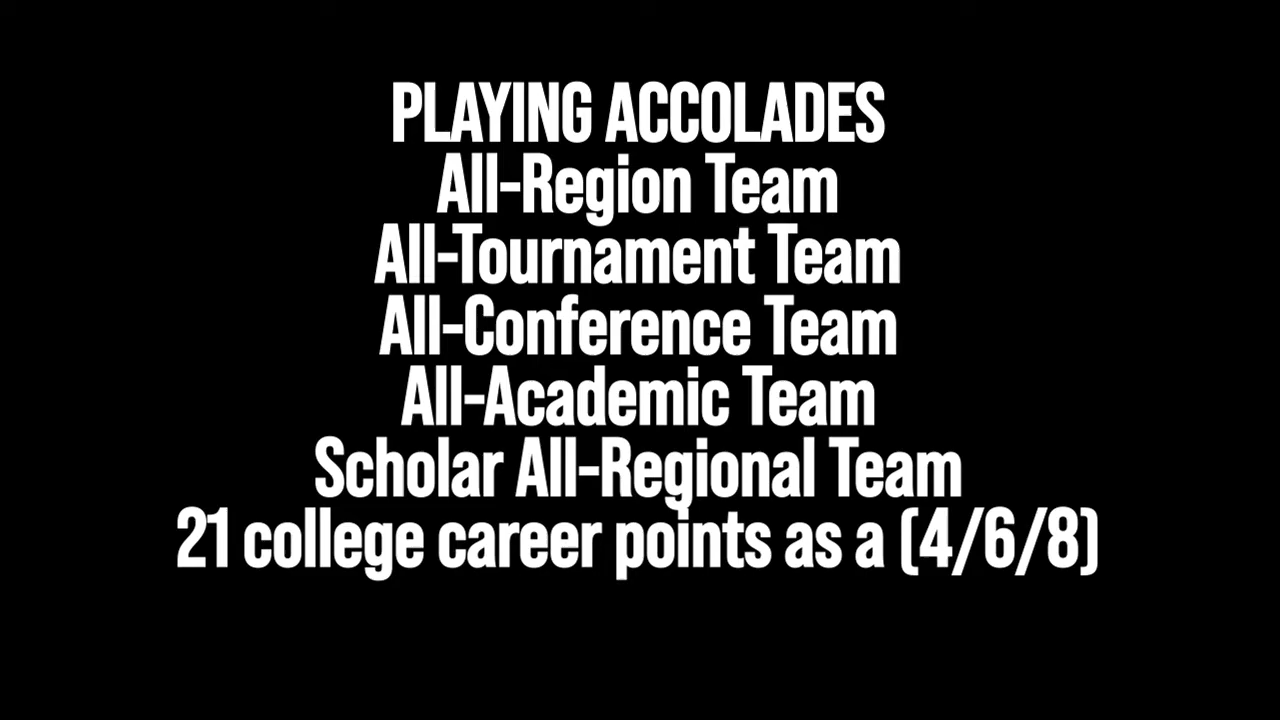 PLAYING ACCOLADES
All-Region Team
All-Tournament Team
All-Conference Team
All-Academic Team
Scholar All-Regional Team
21 college career points as a (4/6/8)